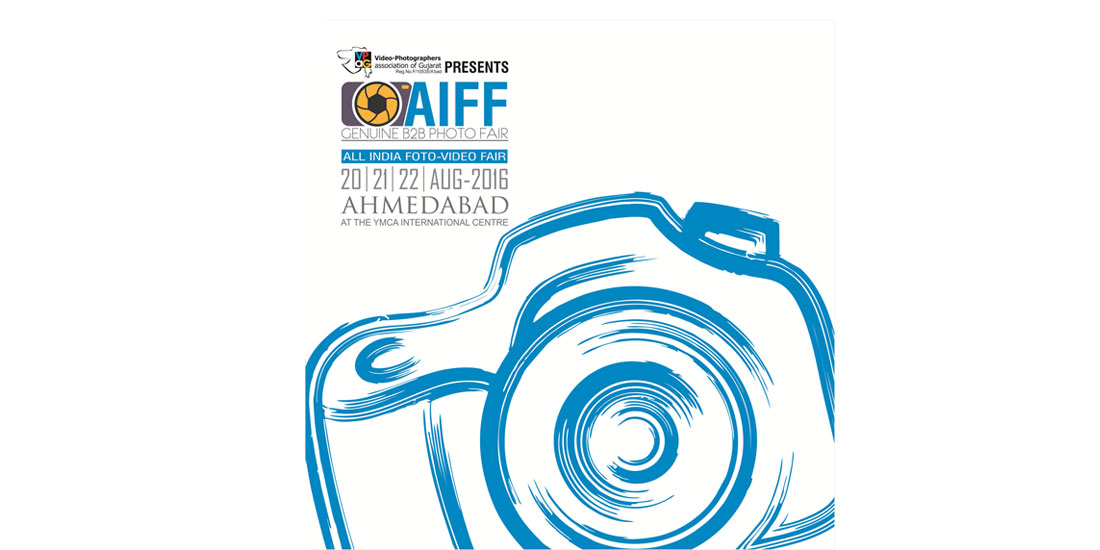 VPAG
Video-Photographers
association of Gujarat
PRESENTS
AIFF
GENUINE B2B PHOTO FAIR
ALL INDIA FOTO-VIDEO FAIR
20|21|22|AUG-2016
AHMEDABAD
AT THE YMCA INTERNATIONAL CENTRE